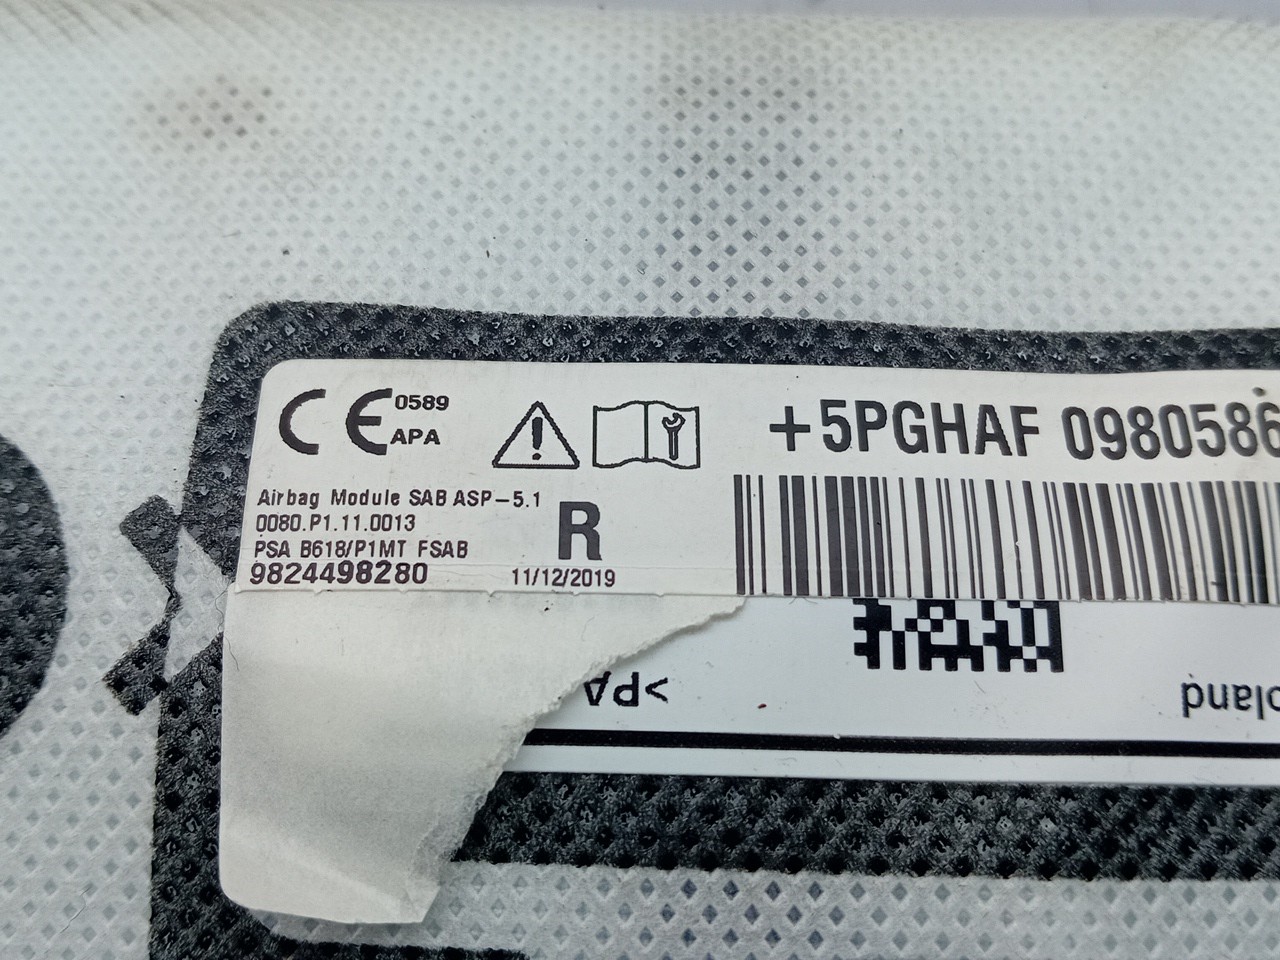 CE 0589
APA
+5PGHAF 0980586
Airbag Module SAB ASP-5.1
0080.P1.11.0013
R
PSA B618/P1MT FSAB
9824498280
11/12/2019
>PA
oland